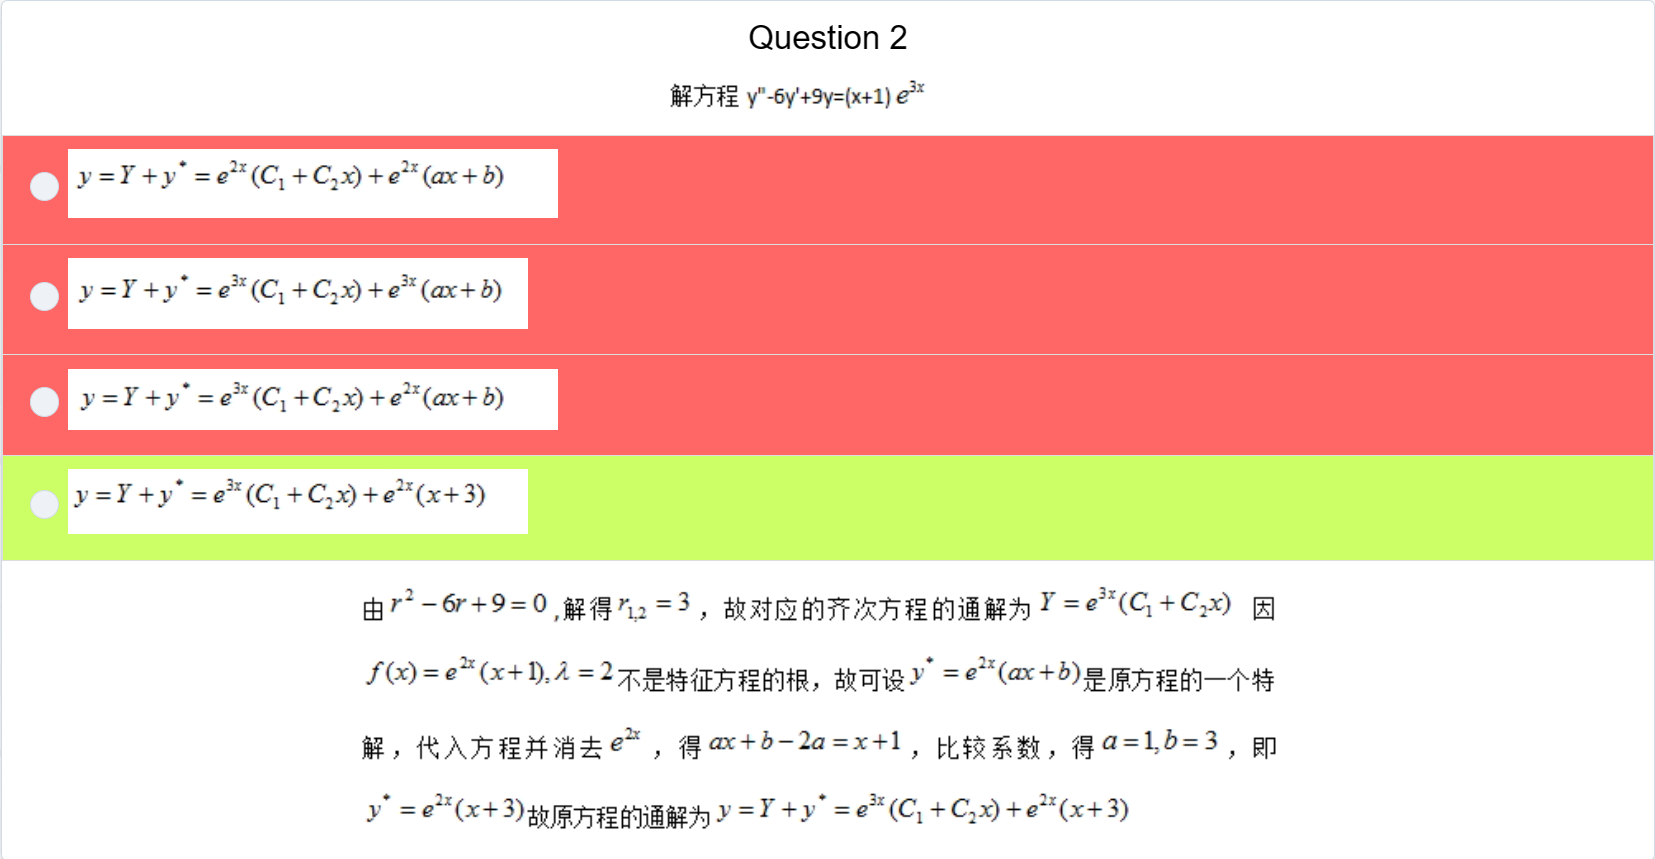 Question 2
解方程 y"-6y'+9y=(x+1) e^{3x}
y = Y + y^* = e^{2x}(C_1 + C_2x) + e^{2x}(ax + b)
y = Y + y^* = e^{3x}(C_1 + C_2x) + e^{3x}(ax + b)
y = Y + y^* = e^{3x}(C_1 + C_2x) + e^{2x}(ax + b)
y = Y + y^* = e^{3x}(C_1 + C_2x) + e^{2x}(x + 3)
由 r^2 - 6r + 9 = 0 ,解得 r_{1,2} = 3 ，故对应的齐次方程的通解为 Y = e^{3x}(C_1 + C_2x) 因
f(x) = e^{2x}(x + 1), λ = 2 不是特征方程的根，故可设 y^* = e^{2x}(ax + b) 是原方程的一个特
解，代入方程并消去 e^{2x} ，得 ax + b - 2a = x + 1 ，比较系数，得 a = 1, b = 3 ，即
y^* = e^{2x}(x + 3) 故原方程的通解为 y = Y + y^* = e^{3x}(C_1 + C_2x) + e^{2x}(x + 3)